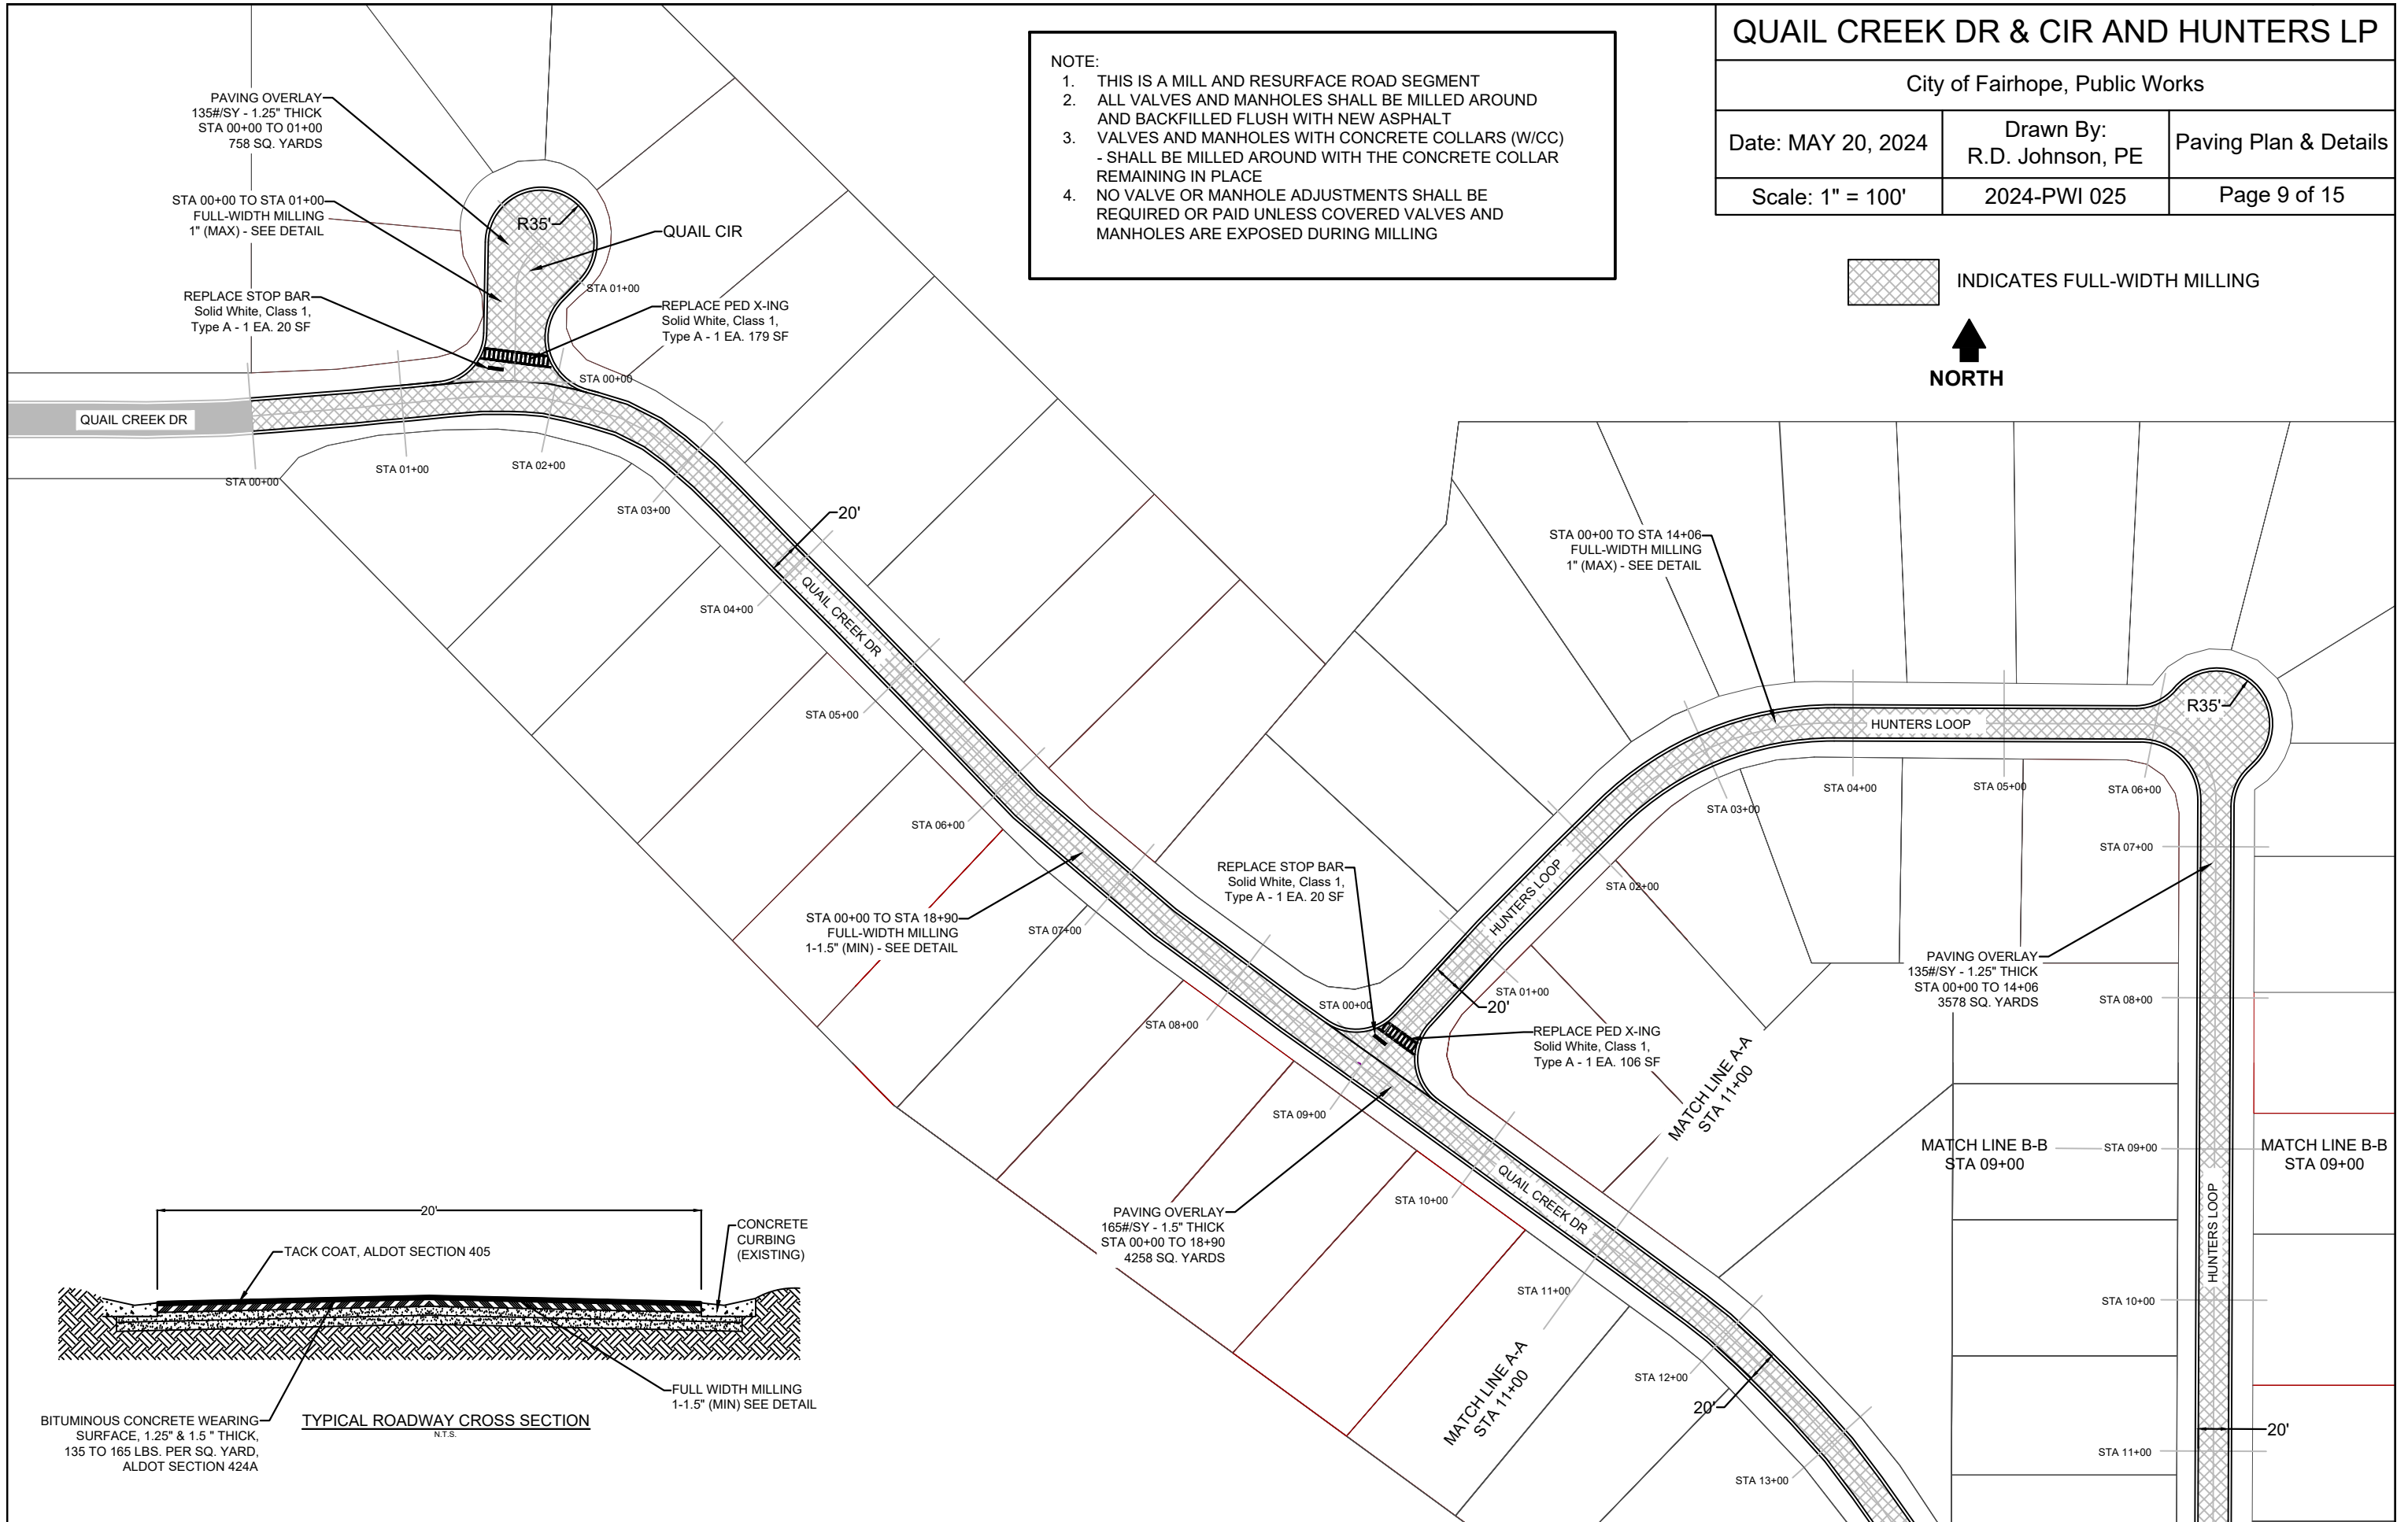 QUAIL CREEK DR & CIR AND HUNTERS LP
City of Fairhope, Public Works
Date: MAY 20, 2024
Drawn By:
R.D. Johnson, PE
Paving Plan & Details
Scale: 1" = 100'
2024-PWI 025
Page 9 of 15
NOTE:
1. THIS IS A MILL AND RESURFACE ROAD SEGMENT
2. ALL VALVES AND MANHOLES SHALL BE MILLED AROUND
AND BACKFILLED FLUSH WITH NEW ASPHALT
3. VALVES AND MANHOLES WITH CONCRETE COLLARS (W/CC)
- SHALL BE MILLED AROUND WITH THE CONCRETE COLLAR
REMAINING IN PLACE
4. NO VALVE OR MANHOLE ADJUSTMENTS SHALL BE
REQUIRED OR PAID UNLESS COVERED VALVES AND
MANHOLES ARE EXPOSED DURING MILLING
INDICATES FULL-WIDTH MILLING
NORTH
PAVING OVERLAY
135#/SY - 1.25" THICK
STA 00+00 TO 01+00
758 SQ. YARDS
STA 00+00 TO STA 01+00
FULL-WIDTH MILLING
1" (MAX) - SEE DETAIL
REPLACE STOP BAR
Solid White, Class 1,
Type A - 1 EA. 20 SF
R35'
QUAIL CIR
STA 01+00
REPLACE PED X-ING
Solid White, Class 1,
Type A - 1 EA. 179 SF
STA 00+00
QUAIL CREEK DR
STA 00+00
STA 01+00
STA 02+00
STA 03+00
20'
QUAIL CREEK DR
STA 04+00
STA 05+00
STA 06+00
STA 00+00 TO STA 18+90
FULL-WIDTH MILLING
1-1.5" (MIN) - SEE DETAIL
STA 07+00
STA 08+00
STA 09+00
PAVING OVERLAY
165#/SY - 1.5" THICK
STA 00+00 TO 18+90
4258 SQ. YARDS
STA 10+00
QUAIL CREEK DR
STA 11+00
MATCH LINE A-A
STA 11+00
MATCH LINE A-A
STA 11+00
STA 12+00
20'
STA 13+00
REPLACE STOP BAR
Solid White, Class 1,
Type A - 1 EA. 20 SF
STA 00+00
STA 01+00
20'
REPLACE PED X-ING
Solid White, Class 1,
Type A - 1 EA. 106 SF
HUNTERS LOOP
STA 02+00
STA 03+00
STA 00+00 TO STA 14+06
FULL-WIDTH MILLING
1" (MAX) - SEE DETAIL
HUNTERS LOOP
STA 04+00
STA 05+00
STA 06+00
R35'
STA 07+00
PAVING OVERLAY
135#/SY - 1.25" THICK
STA 00+00 TO 14+06
3578 SQ. YARDS
STA 08+00
MATCH LINE B-B
STA 09+00
STA 09+00
MATCH LINE B-B
STA 09+00
HUNTERS LOOP
STA 10+00
20'
STA 11+00
20'
TACK COAT, ALDOT SECTION 405
CONCRETE
CURBING
(EXISTING)
FULL WIDTH MILLING
1-1.5" (MIN) SEE DETAIL
BITUMINOUS CONCRETE WEARING
SURFACE, 1.25" & 1.5 " THICK,
135 TO 165 LBS. PER SQ. YARD,
ALDOT SECTION 424A
TYPICAL ROADWAY CROSS SECTION
N.T.S.